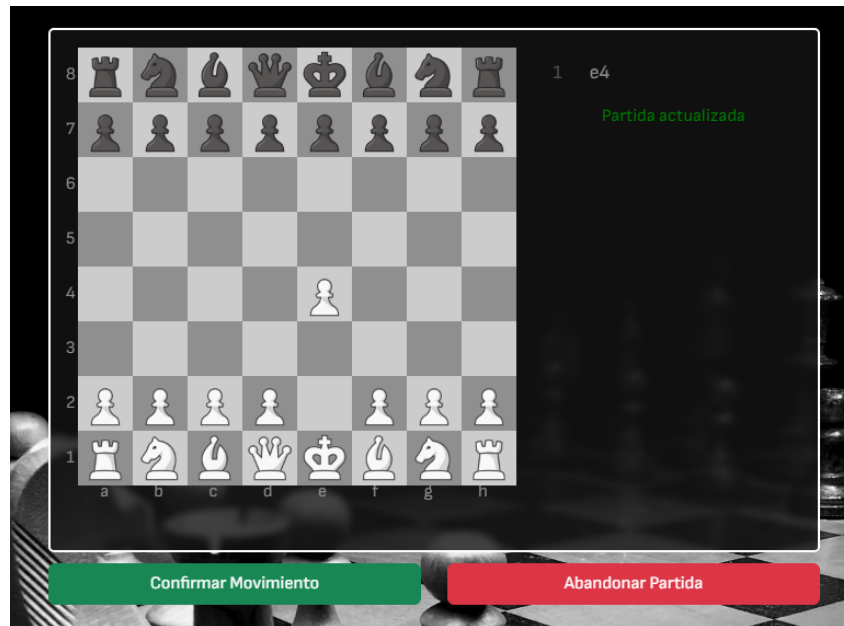 8
1 e4
Partida actualizada
7
6
5
4
3
2
1
a b c d e f g h
Confirmar Movimiento
Abandonar Partida